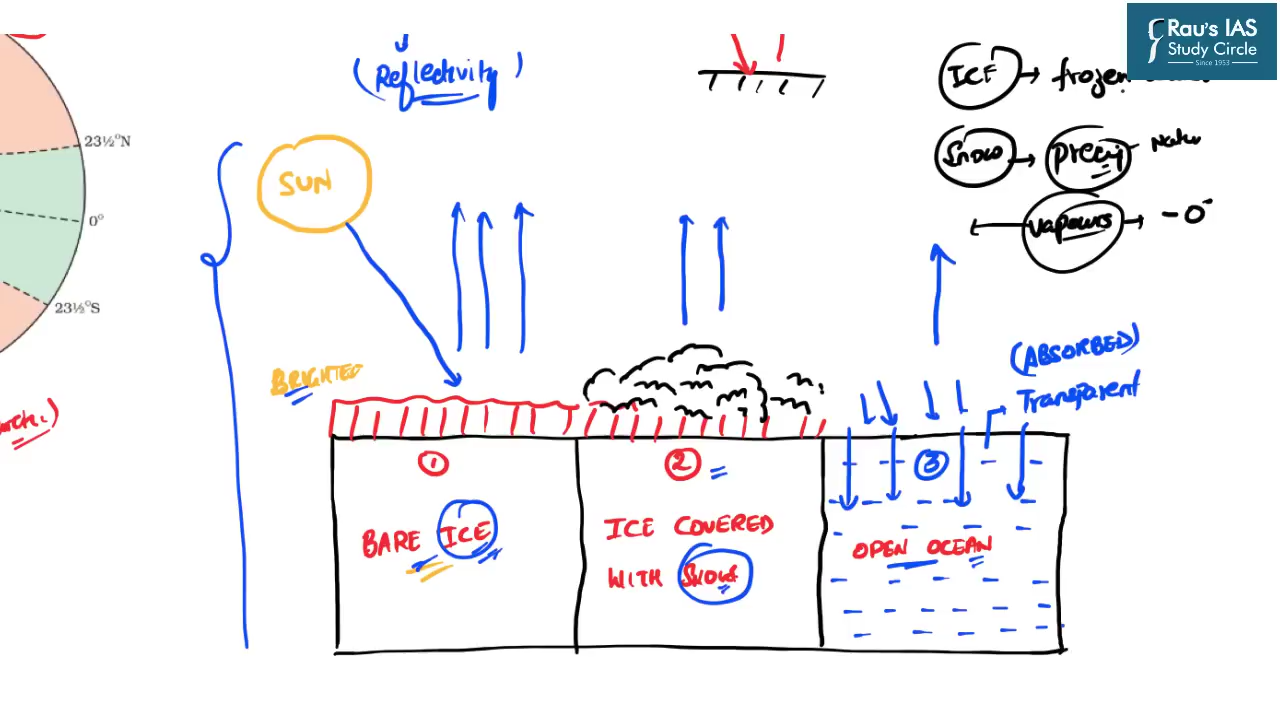 Rau's IAS
Study Circle
Since 1953
(Reflectivity)
ICE → frozen
Snow → precip
vapours → -0°
23½°N
0°
23½°S
SUN
BRIGHTED
(ABSORBED)
Transparent
①
②
③
BARE ICE
ICE COVERED
WITH SNOW
OPEN OCEAN